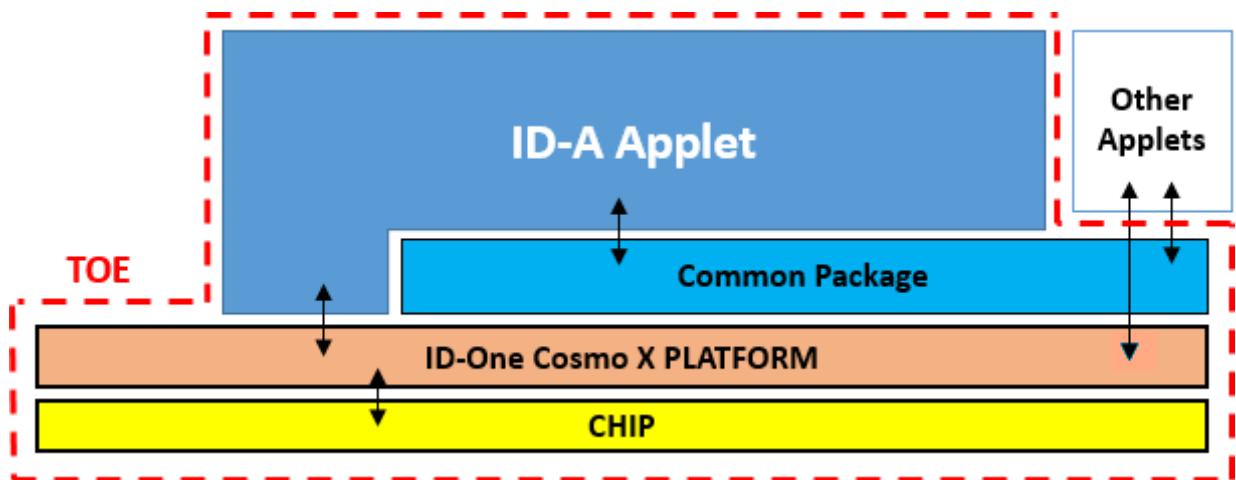 ID-A Applet
Other
Applets
TOE
Common Package
ID-One Cosmo X PLATFORM
CHIP